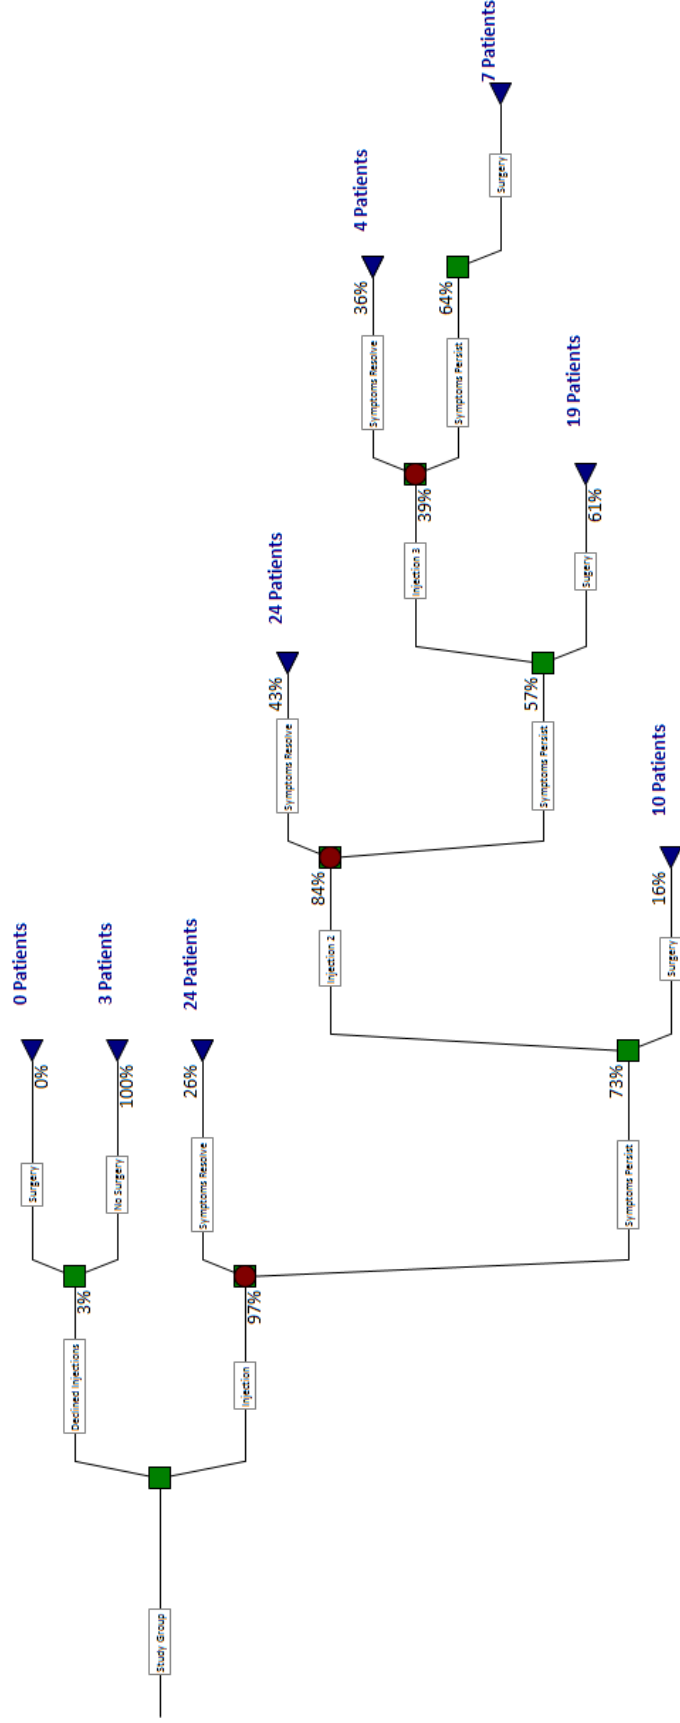 Study Group
Declined Injections
3%
Surgery
0%
0 Patients
No Surgery
100%
3 Patients
Injection
97%
Symptoms Resolve
26%
24 Patients
Symptoms Persist
73%
Injection 2
84%
Symptoms Resolve
43%
24 Patients
Symptoms Persist
57%
Injection 3
39%
Symptoms Resolve
36%
4 Patients
Symptoms Persist
64%
Surgery
7 Patients
Sugery
61%
19 Patients
Surgery
16%
10 Patients